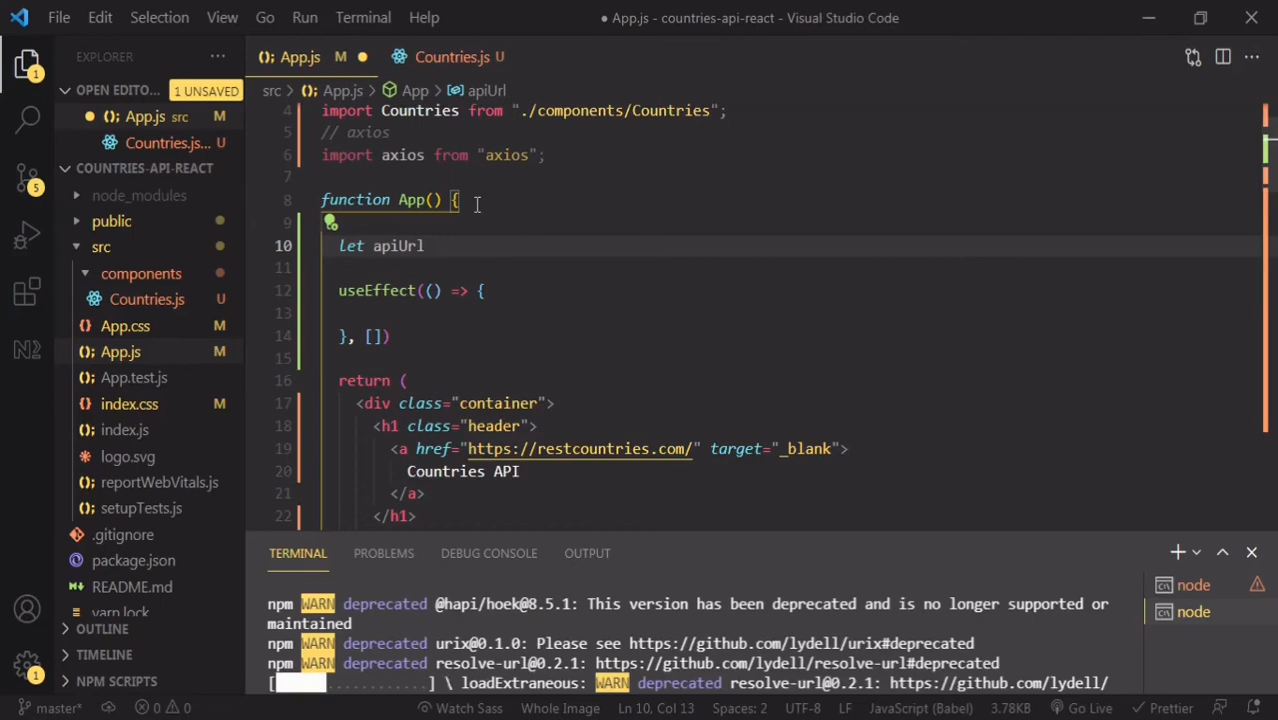 File Edit Selection View Go Run Terminal Help
● App.js - countries-api-react - Visual Studio Code
EXPLORER ...
OPEN EDITO... 1 UNSAVED
● App.js src M
Countries.js... U
COUNTRIES-API-REACT
node_modules
public
src
components
Countries.js U
App.css M
App.js M
App.test.js
index.css M
index.js
logo.svg
reportWebVitals.js
setupTests.js
.gitignore
package.json
README.md
yarn.lock
OUTLINE
TIMELINE
NPM SCRIPTS
1
5
1
App.js M ●
Countries.js U
src > App.js > App > apiUrl
4 import Countries from "./components/Countries";
5 // axios
6 import axios from "axios";
7
8 function App() {
9
10 let apiUrl
11
12 useEffect(() => {
13
14 }, [])
15
16 return (
17 <div class="container">
18 <h1 class="header">
19 <a href="https://restcountries.com/" target="_blank">
20 Countries API
21 </a>
22 </h1>
TERMINAL PROBLEMS DEBUG CONSOLE OUTPUT
npm WARN deprecated @hapi/hoek@8.5.1: This version has been deprecated and is no longer supported or
maintained
npm WARN deprecated urix@0.1.0: Please see https://github.com/lydell/urix#deprecated
npm WARN deprecated resolve-url@0.2.1: https://github.com/lydell/resolve-url#deprecated
[ ............] \ loadExtraneous: WARN deprecated resolve-url@0.2.1: https://github.com/lydell/
node
node
master* 0 0 Watch Sass Whole Image Ln 10, Col 13 Spaces: 2 UTF-8 LF JavaScript (Babel) 3.78KB Go Live Prettier